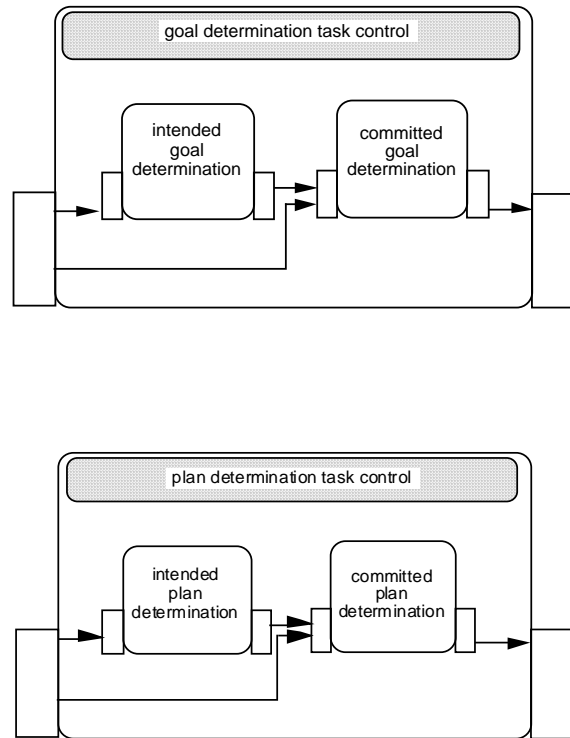 goal determination task control
intended
goal
determination
committed
goal
determination
plan determination task control
intended
plan
determination
committed
plan
determination